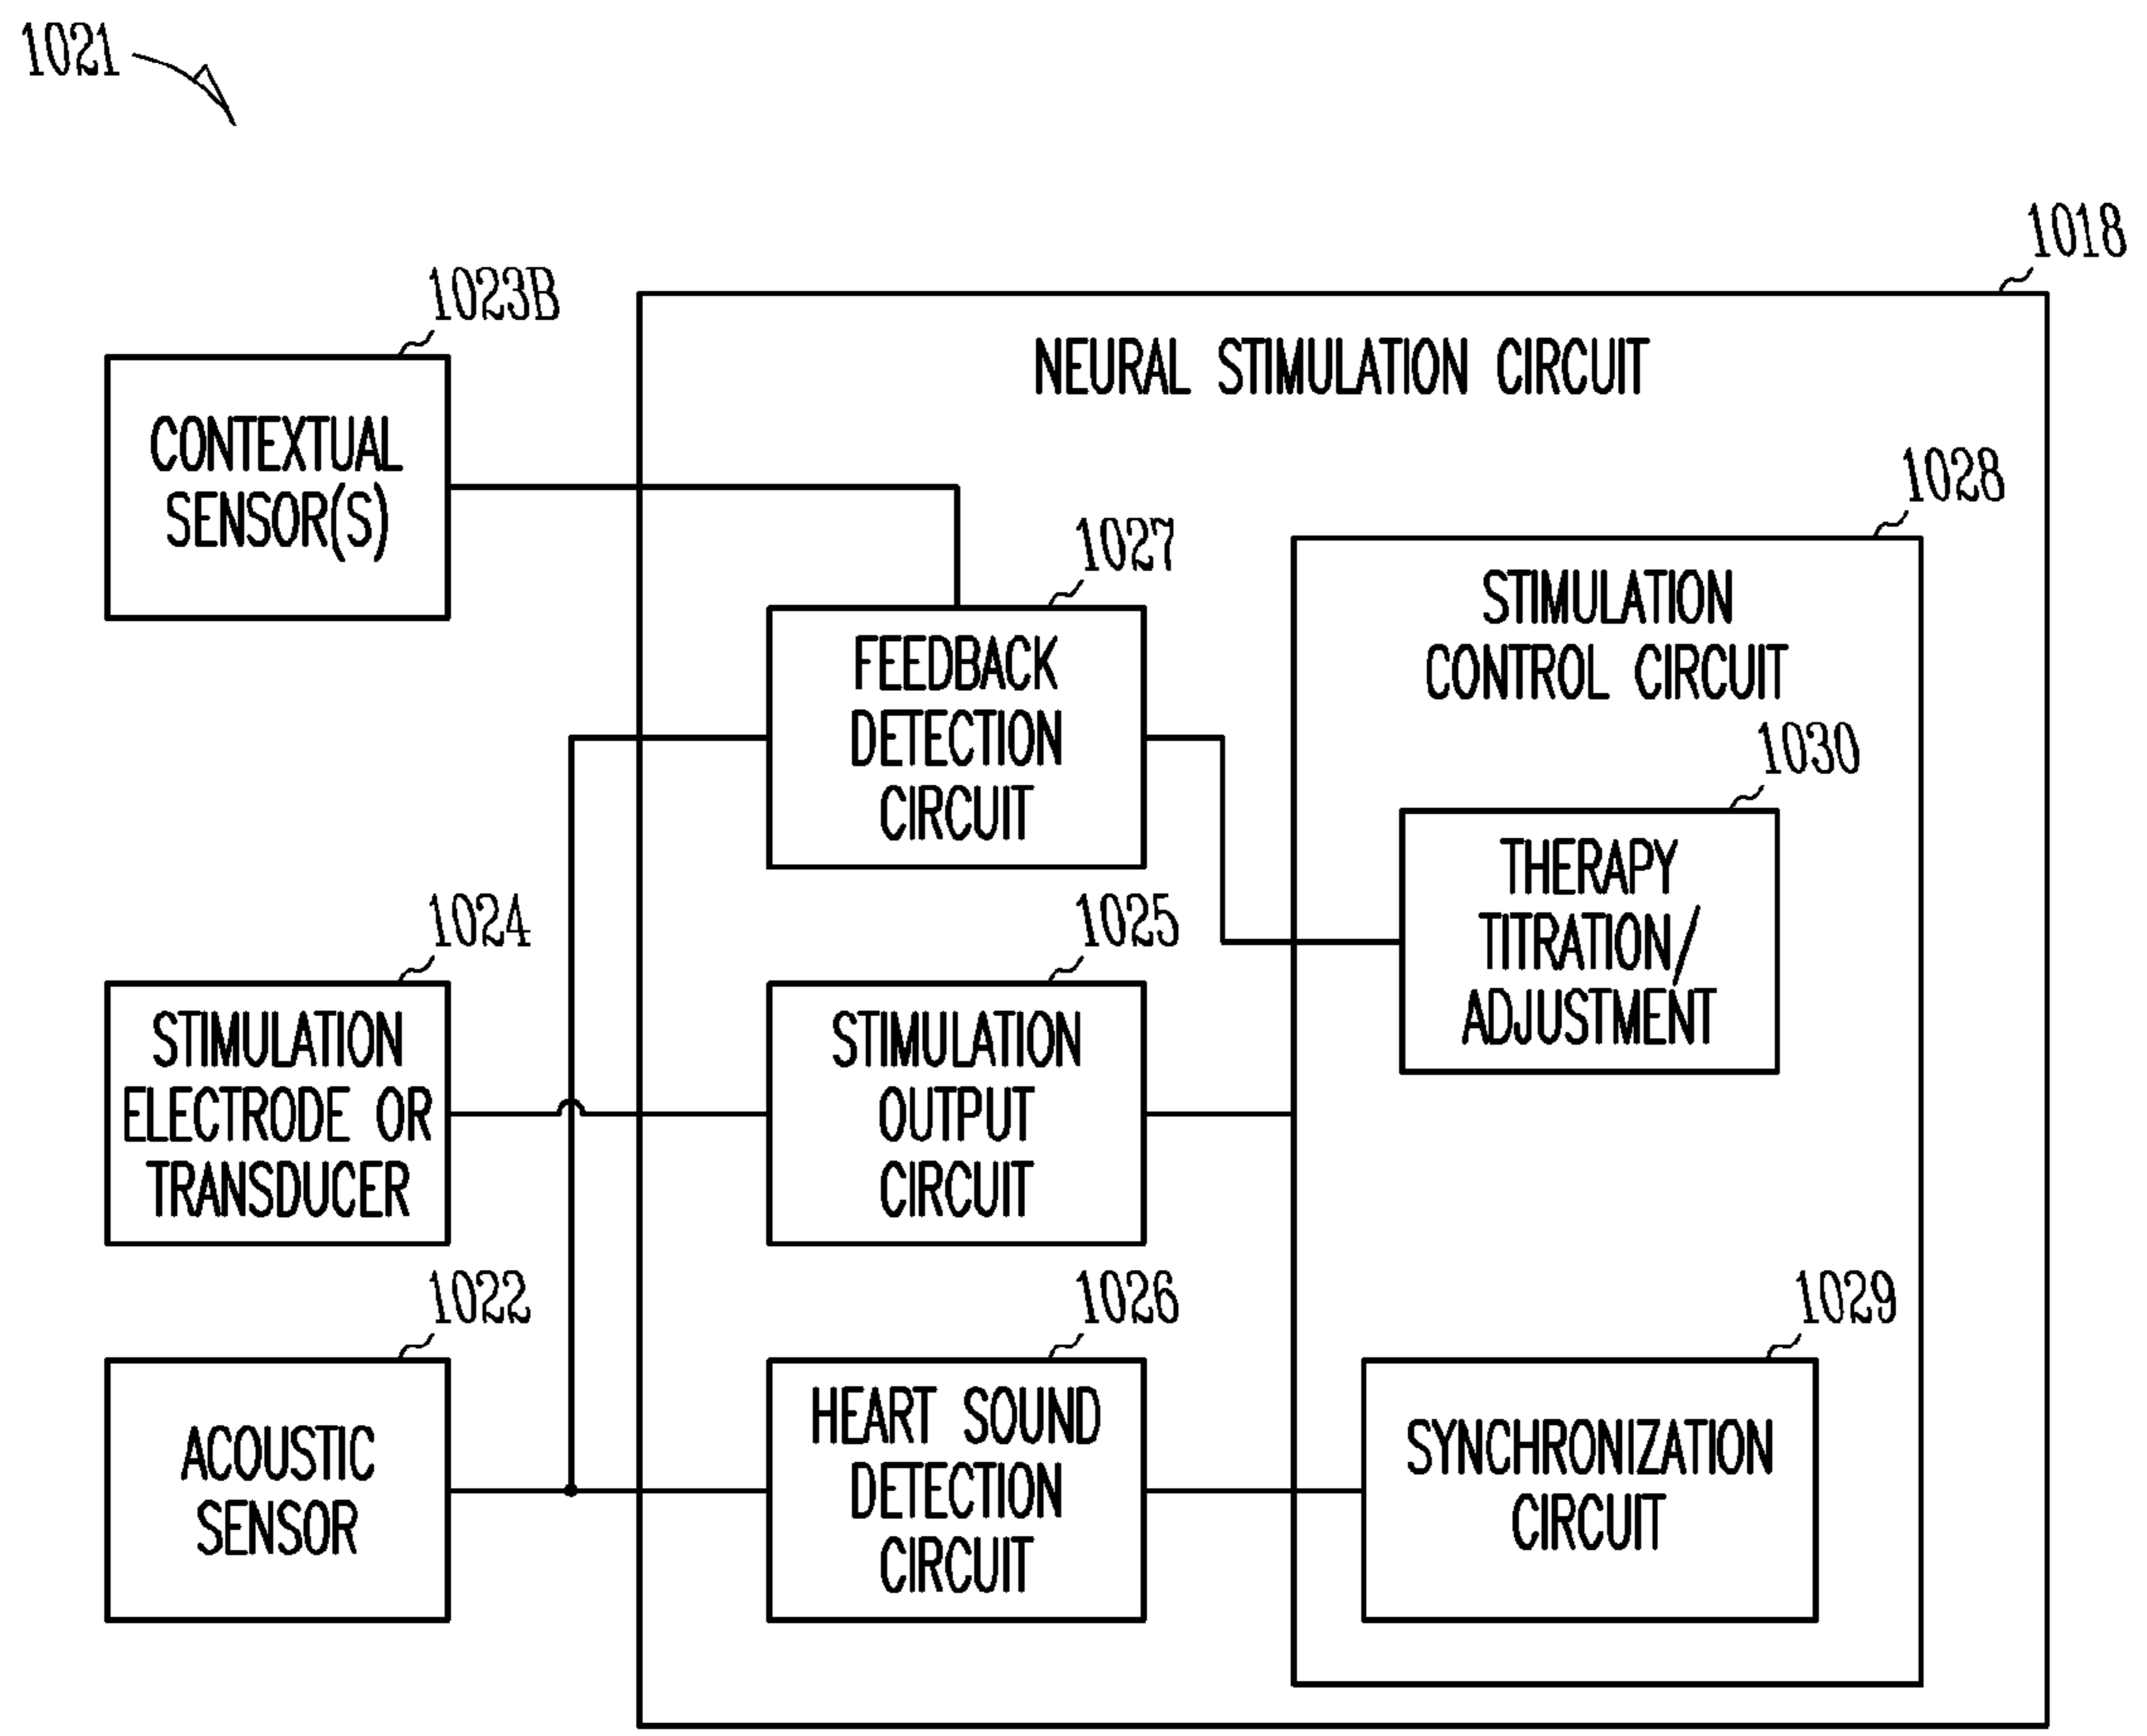 1021
1018
NEURAL STIMULATION CIRCUIT
1023B
CONTEXTUAL
SENSOR(S)
1027
FEEDBACK
DETECTION
CIRCUIT
1028
STIMULATION
CONTROL CIRCUIT
1030
THERAPY
TITRATION/
ADJUSTMENT
1024
STIMULATION
ELECTRODE OR
TRANSDUCER
1025
STIMULATION
OUTPUT
CIRCUIT
1022
ACOUSTIC
SENSOR
1026
HEART SOUND
DETECTION
CIRCUIT
1029
SYNCHRONIZATION
CIRCUIT